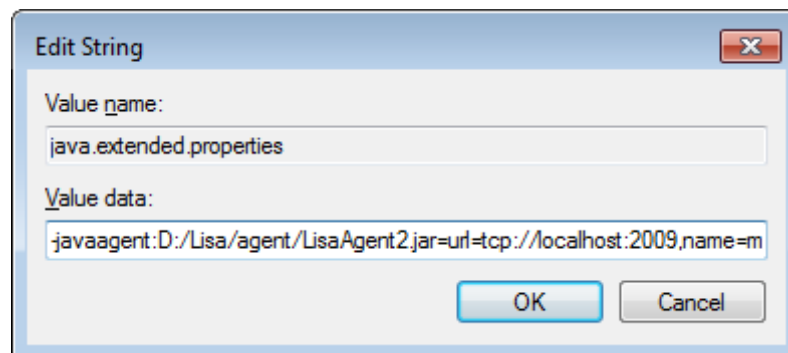 Edit String
Value name:
java.extended.properties
Value data:
-javaagent:D:/Lisa/agent/LisaAgent2.jar=url=tcp://localhost:2009,name=m
OK
Cancel